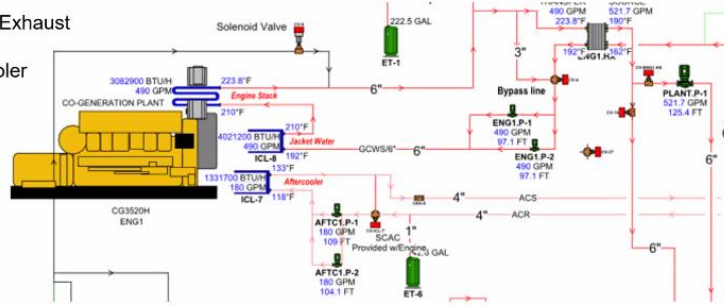 Exhaust
oler
Solenoid Valve
222.5 GAL
ET-1
490 GPM
223.8°F
521.7 GPM
190°F
192°F
162°F
ENG1.HX
3"
3082900 BTU/H
490 GPM
223.8°F
Engine Stack
210°F
CO-GENERATION PLANT
6"
Bypass line
PLANT.P-1
521.7 GPM
125.4 FT
ENG1.P-1
490 GPM
97.1 FT
4021200 BTU/H
490 GPM
210°F
Jacket Water
192°F
ICL-8
GCWS/6"
6"
ENG1.P-2
490 GPM
97.1 FT
6"
1331700 BTU/H
180 GPM
133°F
Aftercooler
118°F
ICL-7
4"
ACS
4"
ACR
CG3520H
ENG1
AFTC1.P-1
180 GPM
109 FT
1"
SCAC
Provided w/Engine
GAL
ET-6
AFTC1.P-2
180 GPM
104.1 FT
6"